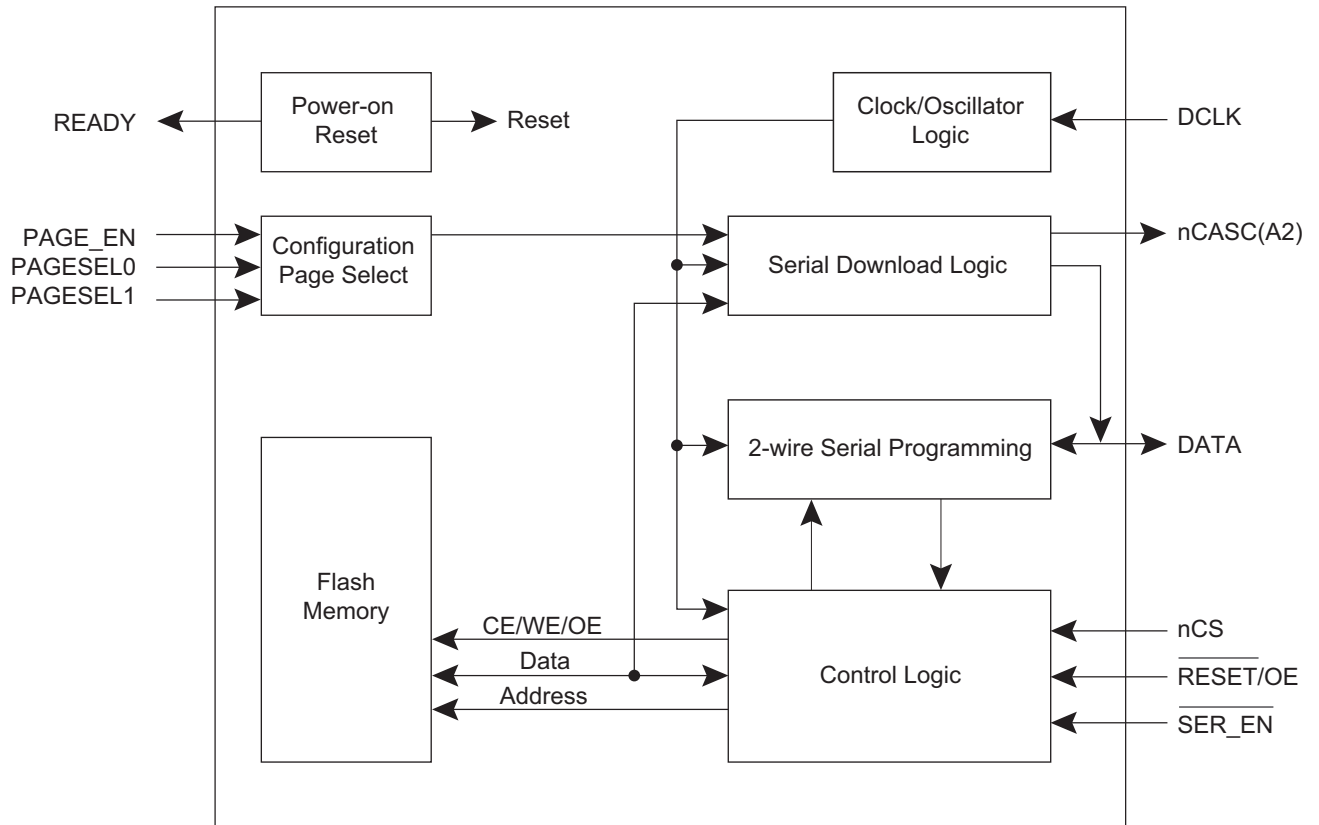 READY
Power-on
Reset
Reset
Clock/Oscillator
Logic
DCLK
PAGE_EN
PAGESEL0
PAGESEL1
Configuration
Page Select
Serial Download Logic
nCASC(A2)
2-wire Serial Programming
DATA
Flash
Memory
CE/WE/OE
Data
Address
Control Logic
nCS
RESET/OE
SER_EN